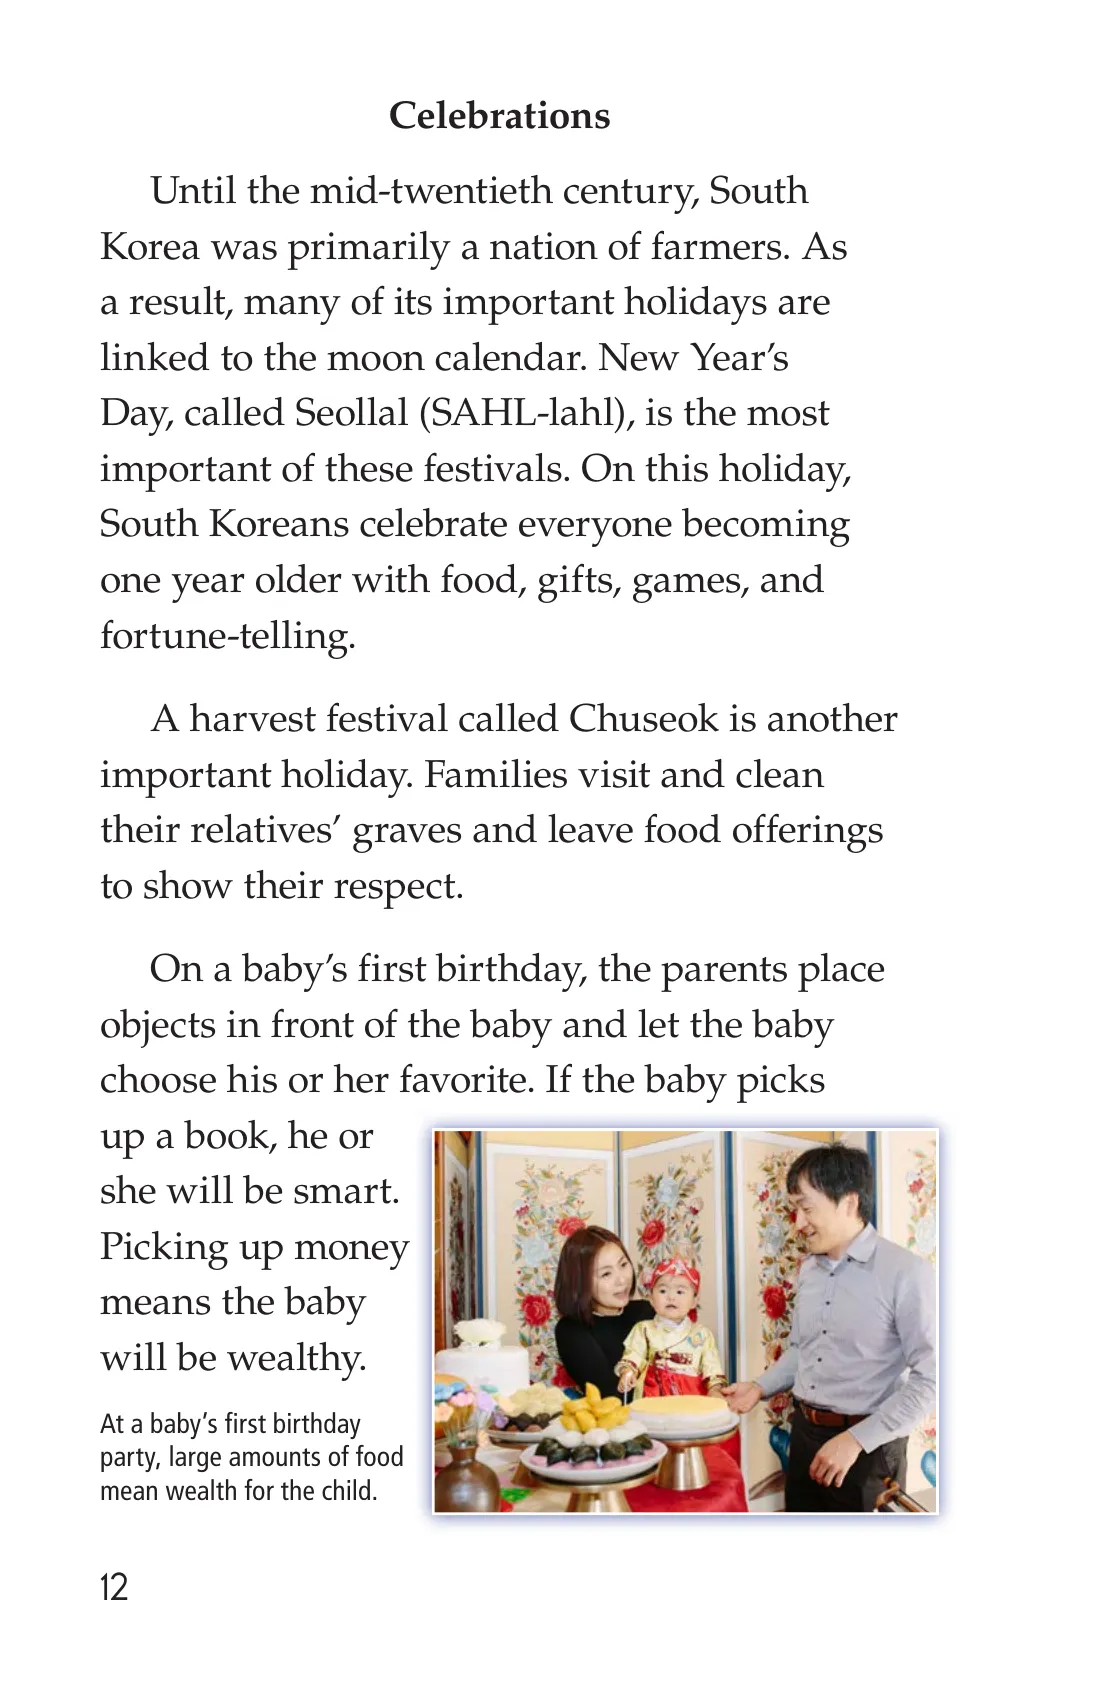 Celebrations
Until the mid-twentieth century, South
Korea was primarily a nation of farmers. As
a result, many of its important holidays are
linked to the moon calendar. New Year’s
Day, called Seollal (SAHL-lahl), is the most
important of these festivals. On this holiday,
South Koreans celebrate everyone becoming
one year older with food, gifts, games, and
fortune-telling.
A harvest festival called Chuseok is another
important holiday. Families visit and clean
their relatives’ graves and leave food offerings
to show their respect.
On a baby’s first birthday, the parents place
objects in front of the baby and let the baby
choose his or her favorite. If the baby picks
up a book, he or
she will be smart.
Picking up money
means the baby
will be wealthy.
At a baby’s first birthday
party, large amounts of food
mean wealth for the child.
12